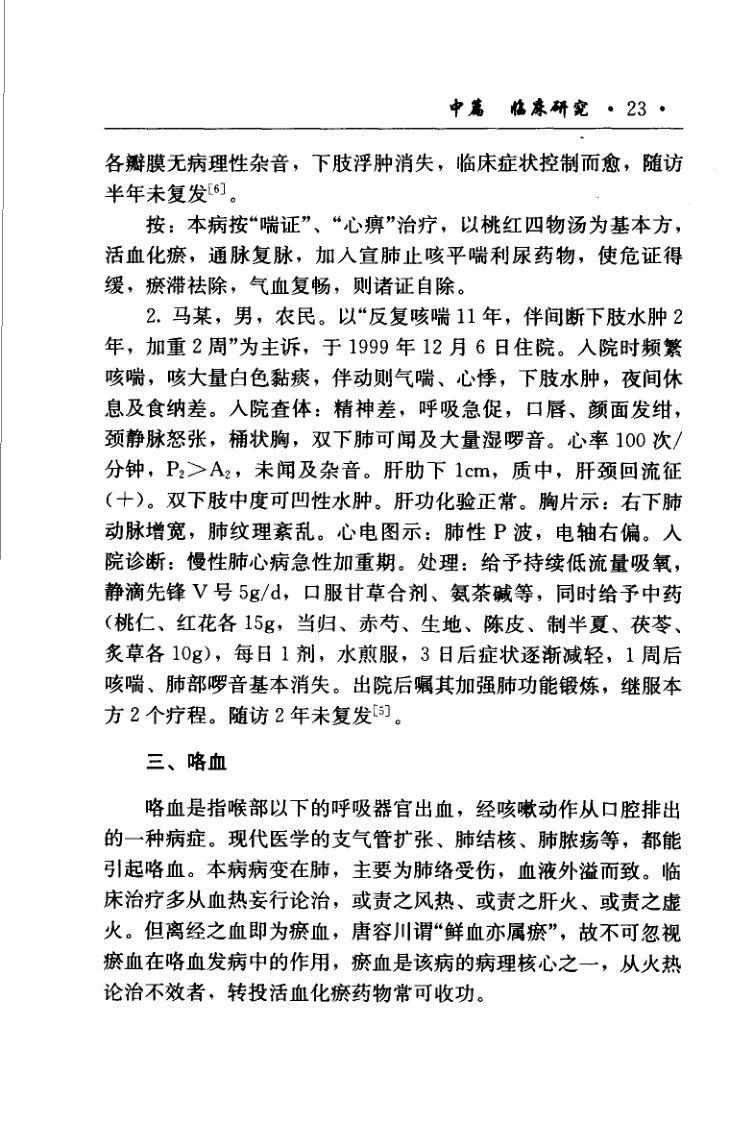 中篇 临床研究 · 23 ·
各瓣膜无病理性杂音，下肢浮肿消失，临床症状控制而愈，随访
半年未复发[6]。
按：本病按“喘证”、“心痹”治疗，以桃红四物汤为基本方，
活血化瘀，通脉复脉，加入宣肺止咳平喘利尿药物，使危证得
缓，瘀滞祛除，气血复畅，则诸证自除。
2. 马某，男，农民。以“反复咳喘 11 年，伴间断下肢水肿 2
年，加重 2 周”为主诉，于 1999 年 12 月 6 日住院。入院时频繁
咳喘，咳大量白色黏痰，伴动则气喘、心悸，下肢水肿，夜间休
息及食纳差。入院查体：精神差，呼吸急促，口唇、颜面发绀，
颈静脉怒张，桶状胸，双下肺可闻及大量湿啰音。心率 100 次/
分钟，P₂＞A₂，未闻及杂音。肝肋下 1cm，质中，肝颈回流征
（＋）。双下肢中度可凹性水肿。肝功化验正常。胸片示：右下肺
动脉增宽，肺纹理紊乱。心电图示：肺性 P 波，电轴右偏。入
院诊断：慢性肺心病急性加重期。处理：给予持续低流量吸氧，
静滴先锋 V 号 5g/d，口服甘草合剂、氨茶碱等，同时给予中药
（桃仁、红花各 15g，当归、赤芍、生地、陈皮、制半夏、茯苓、
炙草各 10g），每日 1 剂，水煎服，3 日后症状逐渐减轻，1 周后
咳喘、肺部啰音基本消失。出院后嘱其加强肺功能锻炼，继服本
方 2 个疗程。随访 2 年未复发[5]。
三、咯血
咯血是指喉部以下的呼吸器官出血，经咳嗽动作从口腔排出
的一种病症。现代医学的支气管扩张、肺结核、肺脓疡等，都能
引起咯血。本病病变在肺，主要为肺络受伤，血液外溢而致。临
床治疗多从血热妄行论治，或责之风热、或责之肝火、或责之虚
火。但离经之血即为瘀血，唐容川谓“鲜血亦属瘀”，故不可忽视
瘀血在咯血发病中的作用，瘀血是该病的病理核心之一，从火热
论治不效者，转投活血化瘀药物常可收功。